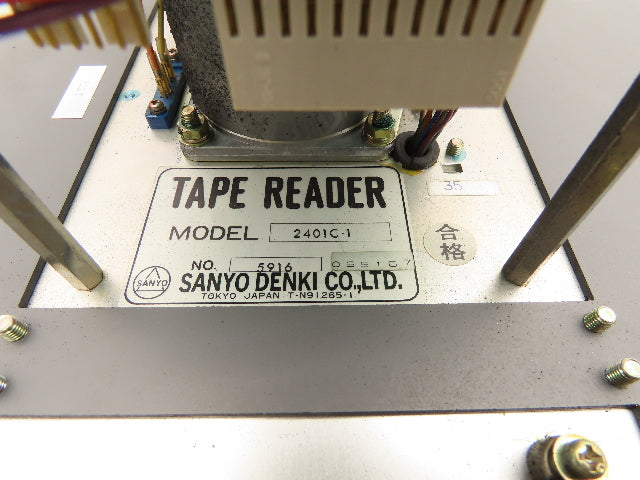 35
TAPE READER
MODEL 2401C-1
合格
NO. 5916
SANYO
SANYO DENKI CO.,LTD.
TOKYO JAPAN T-N91265-1